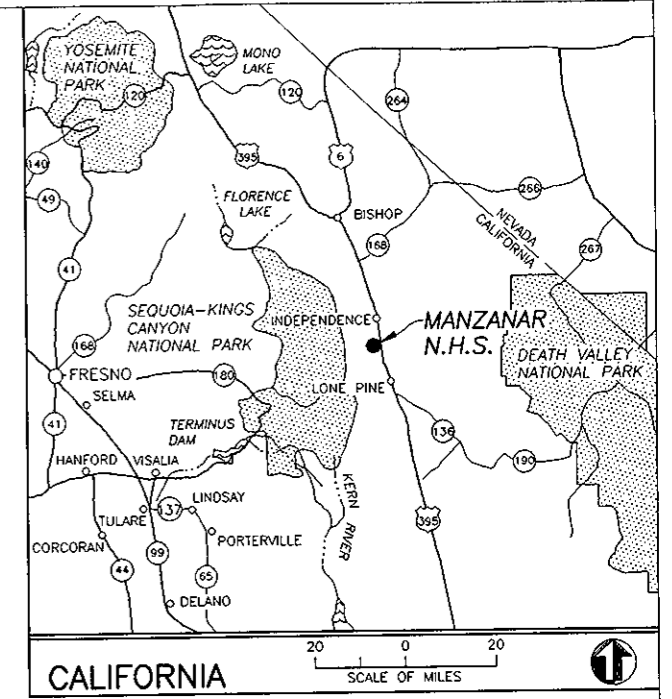 YOSEMITE
NATIONAL
PARK
MONO
LAKE
120
120
264
140
395
6
49
FLORENCE
LAKE
266
BISHOP
NEVADA
CALIFORNIA
168
267
41
SEQUOIA-KINGS
CANYON
NATIONAL PARK
INDEPENDENCE
MANZANAR
N.H.S.
168
DEATH VALLEY
NATIONAL PARK
FRESNO
180
LONE PINE
SELMA
41
TERMINUS
DAM
136
HANFORD
VISALIA
190
KERN
RIVER
LINDSAY
TULARE
137
395
CORCORAN
PORTERVILLE
99
44
65
DELANO
20 0 20
SCALE OF MILES
CALIFORNIA